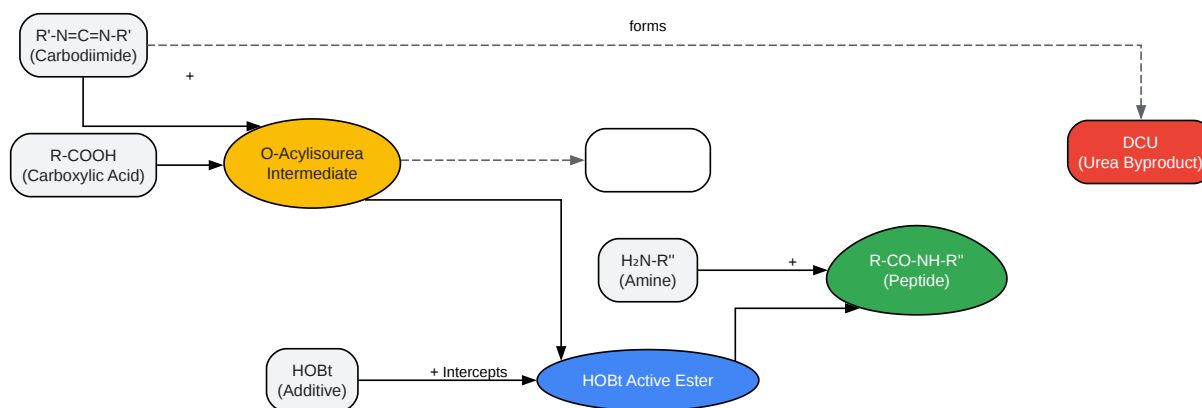 forms
R'-N=C=N-R'
(Carbodiimide)
+
R-COOH
(Carboxylic Acid)
O-Acylisourea
Intermediate
DCU
(Urea Byproduct)
H₂N-R''
(Amine)
+
R-CO-NH-R''
(Peptide)
HOBt
(Additive)
+ Intercepts
HOBt Active Ester